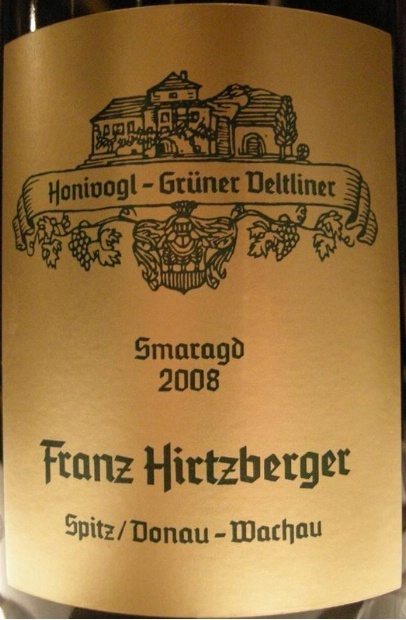 Honivogl - Grüner Veltliner
Smaragd
2008
Franz Hirtzberger
Spitz/Donau - Wachau